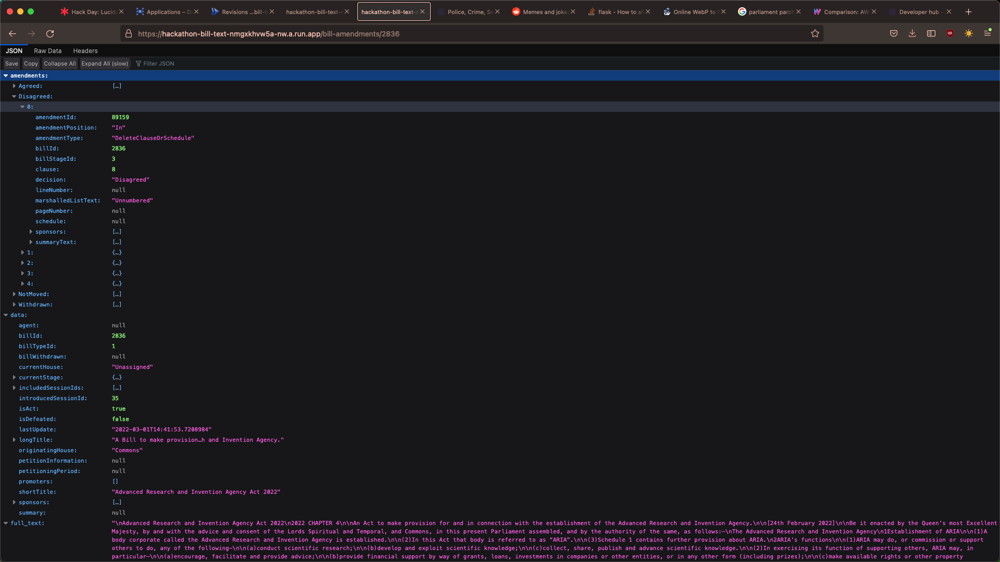 Hack Day: Lucid
Applications – D
Revisions ...bill-t
hackathon-bill-text-
hackathon-bill-text-
Police, Crime, Se
Memes and joke
flask - How to al
Online WebP to P
parliament parch
Comparison: AW
Developer hub -
https://hackathon-bill-text-nmgxkhvw5a-nw.a.run.app/bill-amendments/2836
JSON Raw Data Headers
Save Copy Collapse All Expand All (slow) Filter JSON
amendments:
Agreed: […]
Disagreed:
0:
amendmentId: 89159
amendmentPosition: "In"
amendmentType: "DeleteClauseOrSchedule"
billId: 2836
billStageId: 3
clause: 8
decision: "Disagreed"
lineNumber: null
marshalledListText: "Unnumbered"
pageNumber: null
schedule: null
sponsors: […]
summaryText: […]
1: {…}
2: {…}
3: {…}
4: {…}
NotMoved: […]
Withdrawn: […]
data:
agent: null
billId: 2836
billTypeId: 1
billWithdrawn: null
currentHouse: "Unassigned"
currentStage: {…}
includedSessionIds: […]
introducedSessionId: 35
isAct: true
isDefeated: false
lastUpdate: "2022-03-01T14:41:53.7208984"
longTitle: "A Bill to make provision…h and Invention Agency."
originatingHouse: "Commons"
petitionInformation: null
petitioningPeriod: null
promoters: []
shortTitle: "Advanced Research and Invention Agency Act 2022"
sponsors: […]
summary: null
full_text: "\nAdvanced Research and Invention Agency Act 2022\n2022 CHAPTER 4\n\nAn Act to make provision for and in connection with the establishment of the Advanced Research and Invention Agency.\n\n[24th February 2022]\n\nBe it enacted by the Queen’s most Excellent
Majesty, by and with the advice and consent of the Lords Spiritual and Temporal, and Commons, in this present Parliament assembled, and by the authority of the same, as follows:—\nThe Advanced Research and Invention Agency\n1Establishment of ARIA\n\n(1)A
body corporate called the Advanced Research and Invention Agency is established.\n\n(2)In this Act that body is referred to as “ARIA”.\n\n(3)Schedule 1 contains further provision about ARIA.\n2ARIA’s functions\n\n(1)ARIA may do, or commission or support
others to do, any of the following—\n\n(a)conduct scientific research;\n\n(b)develop and exploit scientific knowledge;\n\n(c)collect, share, publish and advance scientific knowledge.\n\n(2)In exercising its function of supporting others, ARIA may, in
particular—\n\n(a)encourage, facilitate and provide advice;\n\n(b)provide financial support by way of grants, loans, investments in companies or other entities, or in any other form (including prizes);\n\n(c)make available rights or other property